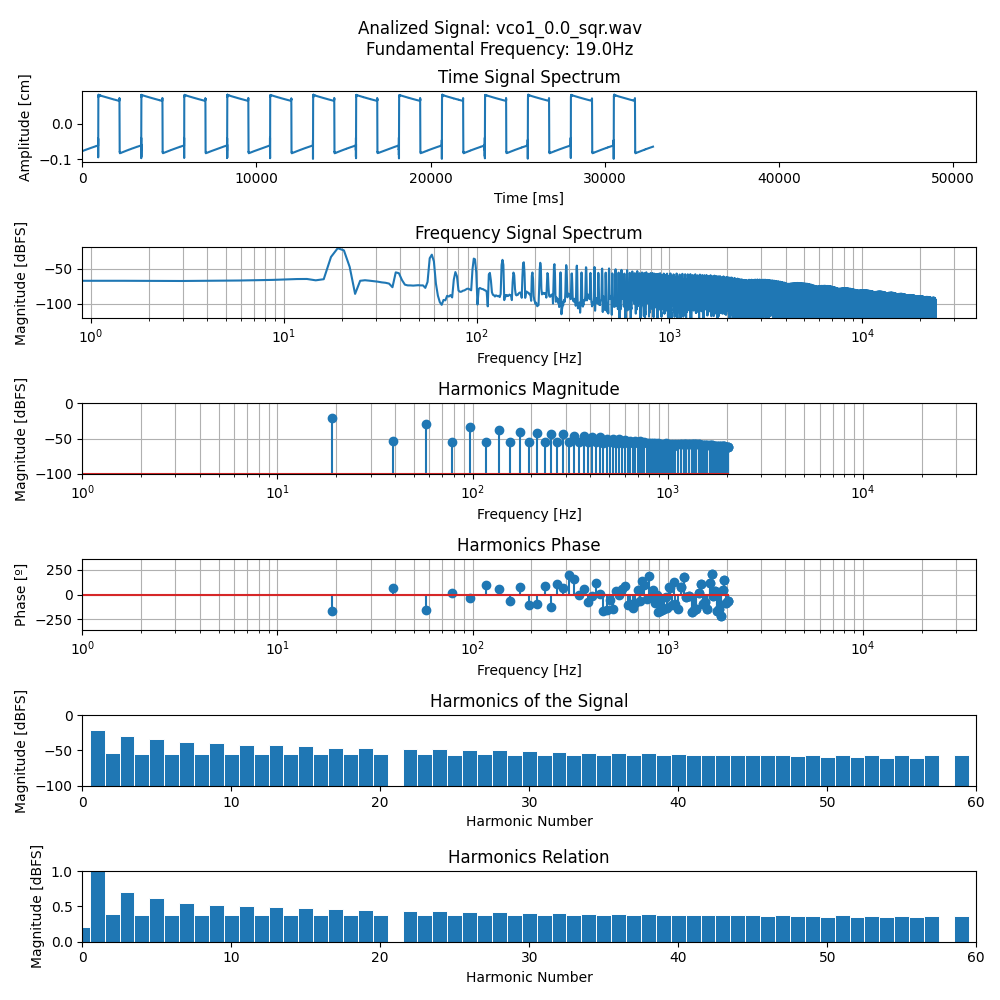 Analized Signal: vco1_0.0_sqr.wav
Fundamental Frequency: 19.0Hz
Time Signal Spectrum
Amplitude [cm]
0.0
−0.1
0 10000 20000 30000 40000 50000
Time [ms]
Frequency Signal Spectrum
Magnitude [dBFS]
−50
−100
10^0 10^1 10^2 10^3 10^4
Frequency [Hz]
Harmonics Magnitude
Magnitude [dBFS]
0
−50
−100
10^0 10^1 10^2 10^3 10^4
Frequency [Hz]
Harmonics Phase
Phase [º]
250
0
−250
10^0 10^1 10^2 10^3 10^4
Frequency [Hz]
Harmonics of the Signal
Magnitude [dBFS]
0
−50
−100
0 10 20 30 40 50 60
Harmonic Number
Harmonics Relation
Magnitude [dBFS]
1.0
0.5
0.0
0 10 20 30 40 50 60
Harmonic Number